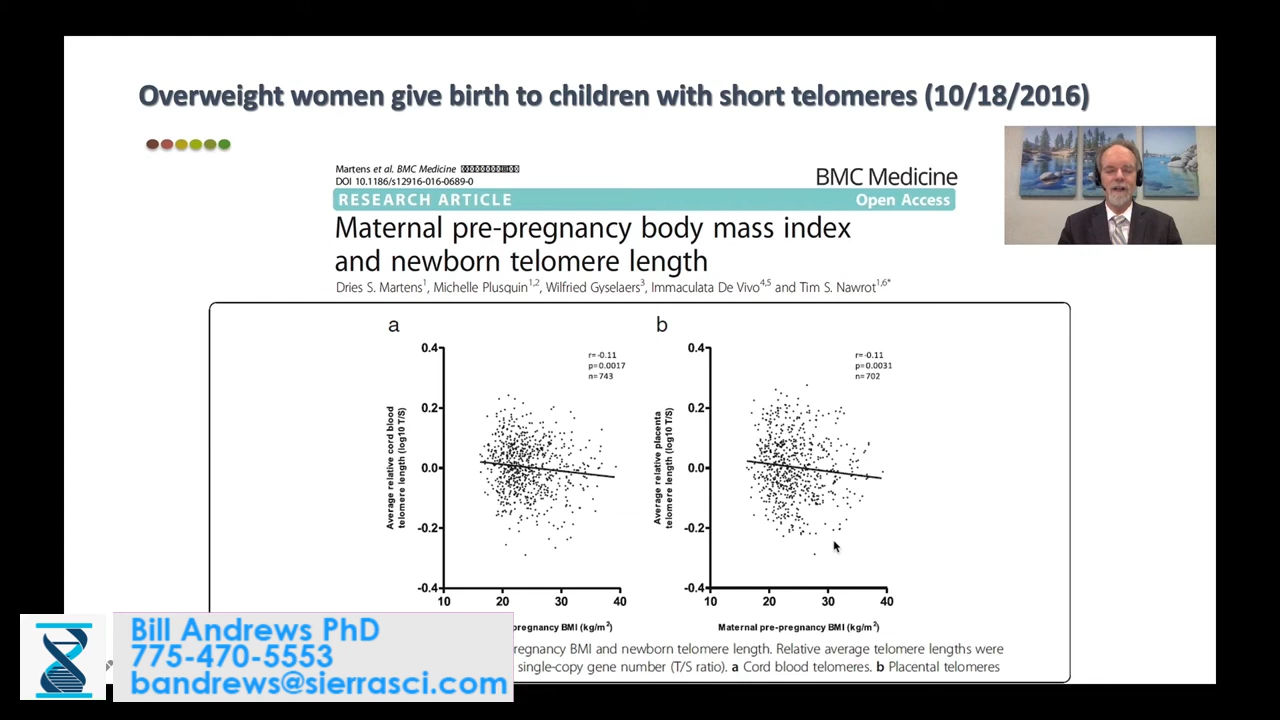 Overweight women give birth to children with short telomeres (10/18/2016)
Martens et al. BMC Medicine
DOI 10.1186/s12916-016-0689-0
BMC Medicine
RESEARCH ARTICLE
Open Access
Maternal pre-pregnancy body mass index
and newborn telomere length
Dries S. Martens1, Michelle Plusquin1,2, Wilfried Gyselaers3, Immaculata De Vivo4,5 and Tim S. Nawrot1,6*
a
0.4
0.2
0.0
-0.2
-0.4
10 20 30 40
r=-0.11
p=0.0017
n=743
Average relative cord blood
telomere length (log10 T/S)
pregnancy BMI (kg/m2)
b
0.4
0.2
0.0
-0.2
-0.4
10 20 30 40
r=-0.11
p=0.0031
n=702
Average relative placenta
telomere length (log10 T/S)
Maternal pre-pregnancy BMI (kg/m2)
regnancy BMI and newborn telomere length. Relative average telomere lengths were
single-copy gene number (T/S ratio). a Cord blood telomeres. b Placental telomeres
Bill Andrews PhD
775-470-5553
bandrews@sierrasci.com